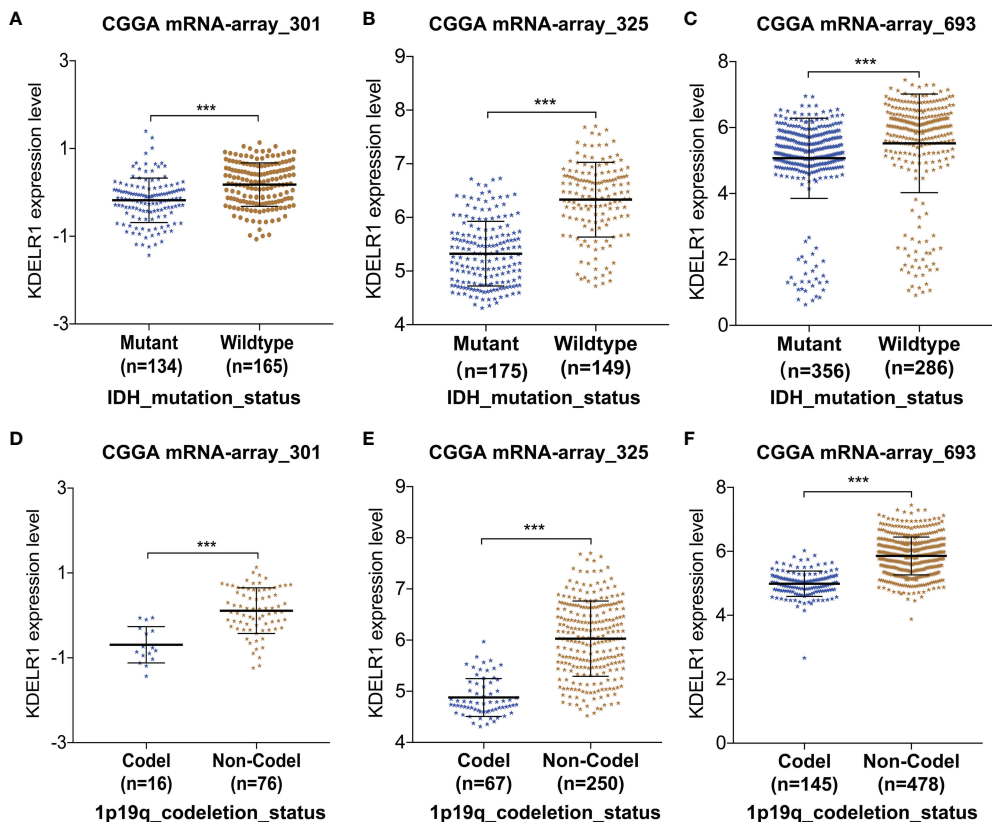 A
CGGA mRNA-array_301
KDELR1 expression level
3
1
-1
-3
***
Mutant
(n=134)
Wildtype
(n=165)
IDH_mutation_status
B
CGGA mRNA-array_325
KDELR1 expression level
9
8
7
6
5
4
***
Mutant
(n=175)
Wildtype
(n=149)
IDH_mutation_status
C
CGGA mRNA-array_693
KDELR1 expression level
8
6
4
2
0
***
Mutant
(n=356)
Wildtype
(n=286)
IDH_mutation_status
D
CGGA mRNA-array_301
KDELR1 expression level
3
1
-1
-3
***
Codel
(n=16)
Non-Codel
(n=76)
1p19q_codeletion_status
E
CGGA mRNA-array_325
KDELR1 expression level
9
8
7
6
5
4
***
Codel
(n=67)
Non-Codel
(n=250)
1p19q_codeletion_status
F
CGGA mRNA-array_693
KDELR1 expression level
8
6
4
2
0
***
Codel
(n=145)
Non-Codel
(n=478)
1p19q_codeletion_status